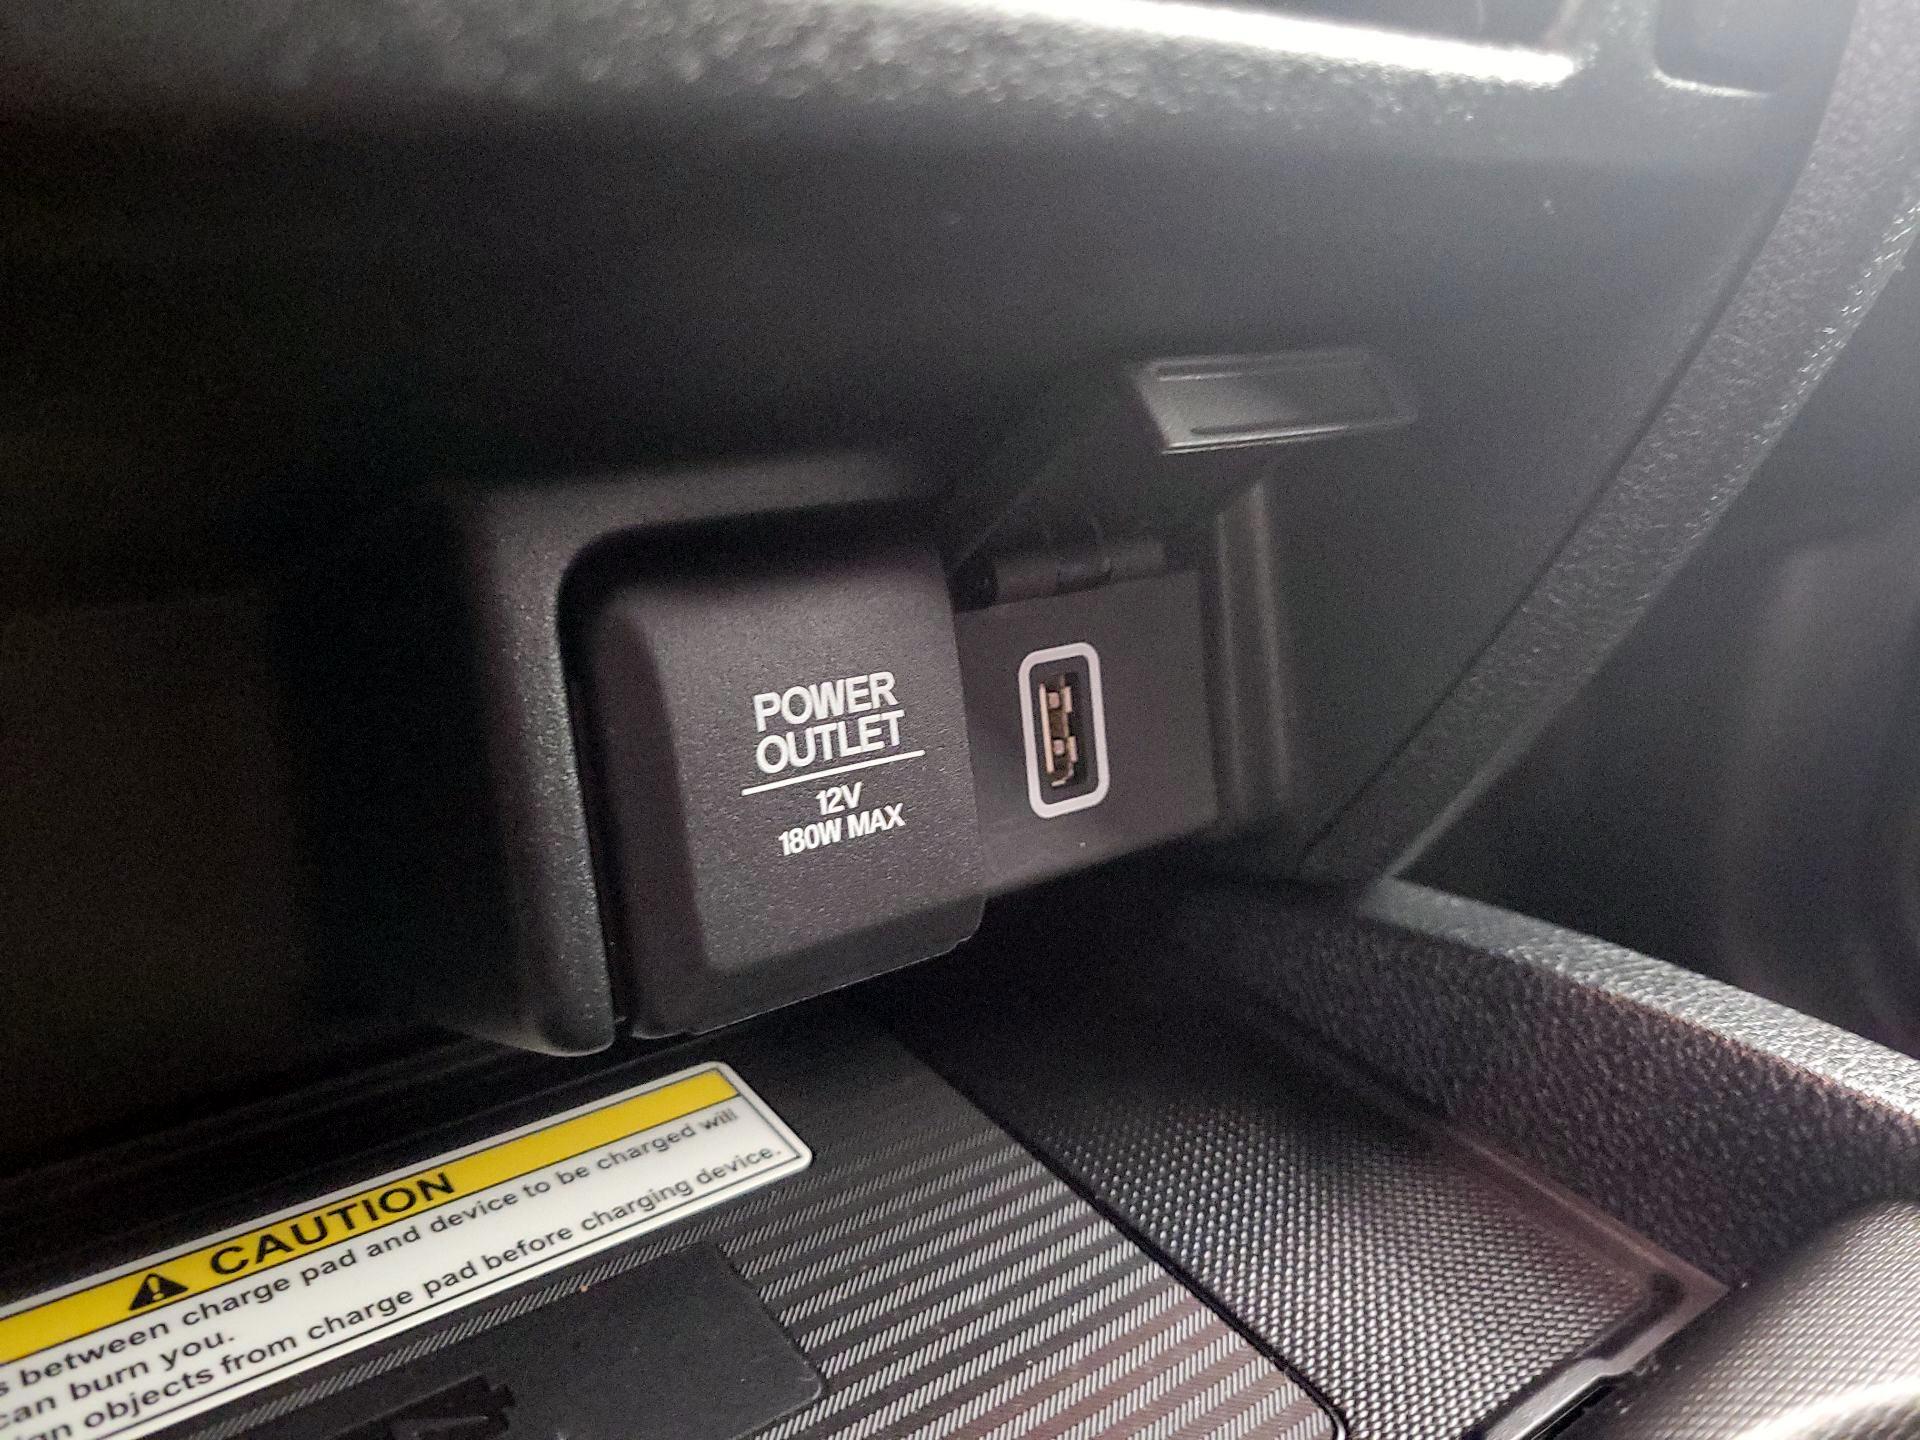 POWER
OUTLET
12V
180W MAX
CAUTION
between charge pad and device to be charged will
can burn you.
objects from charge pad before charging device.